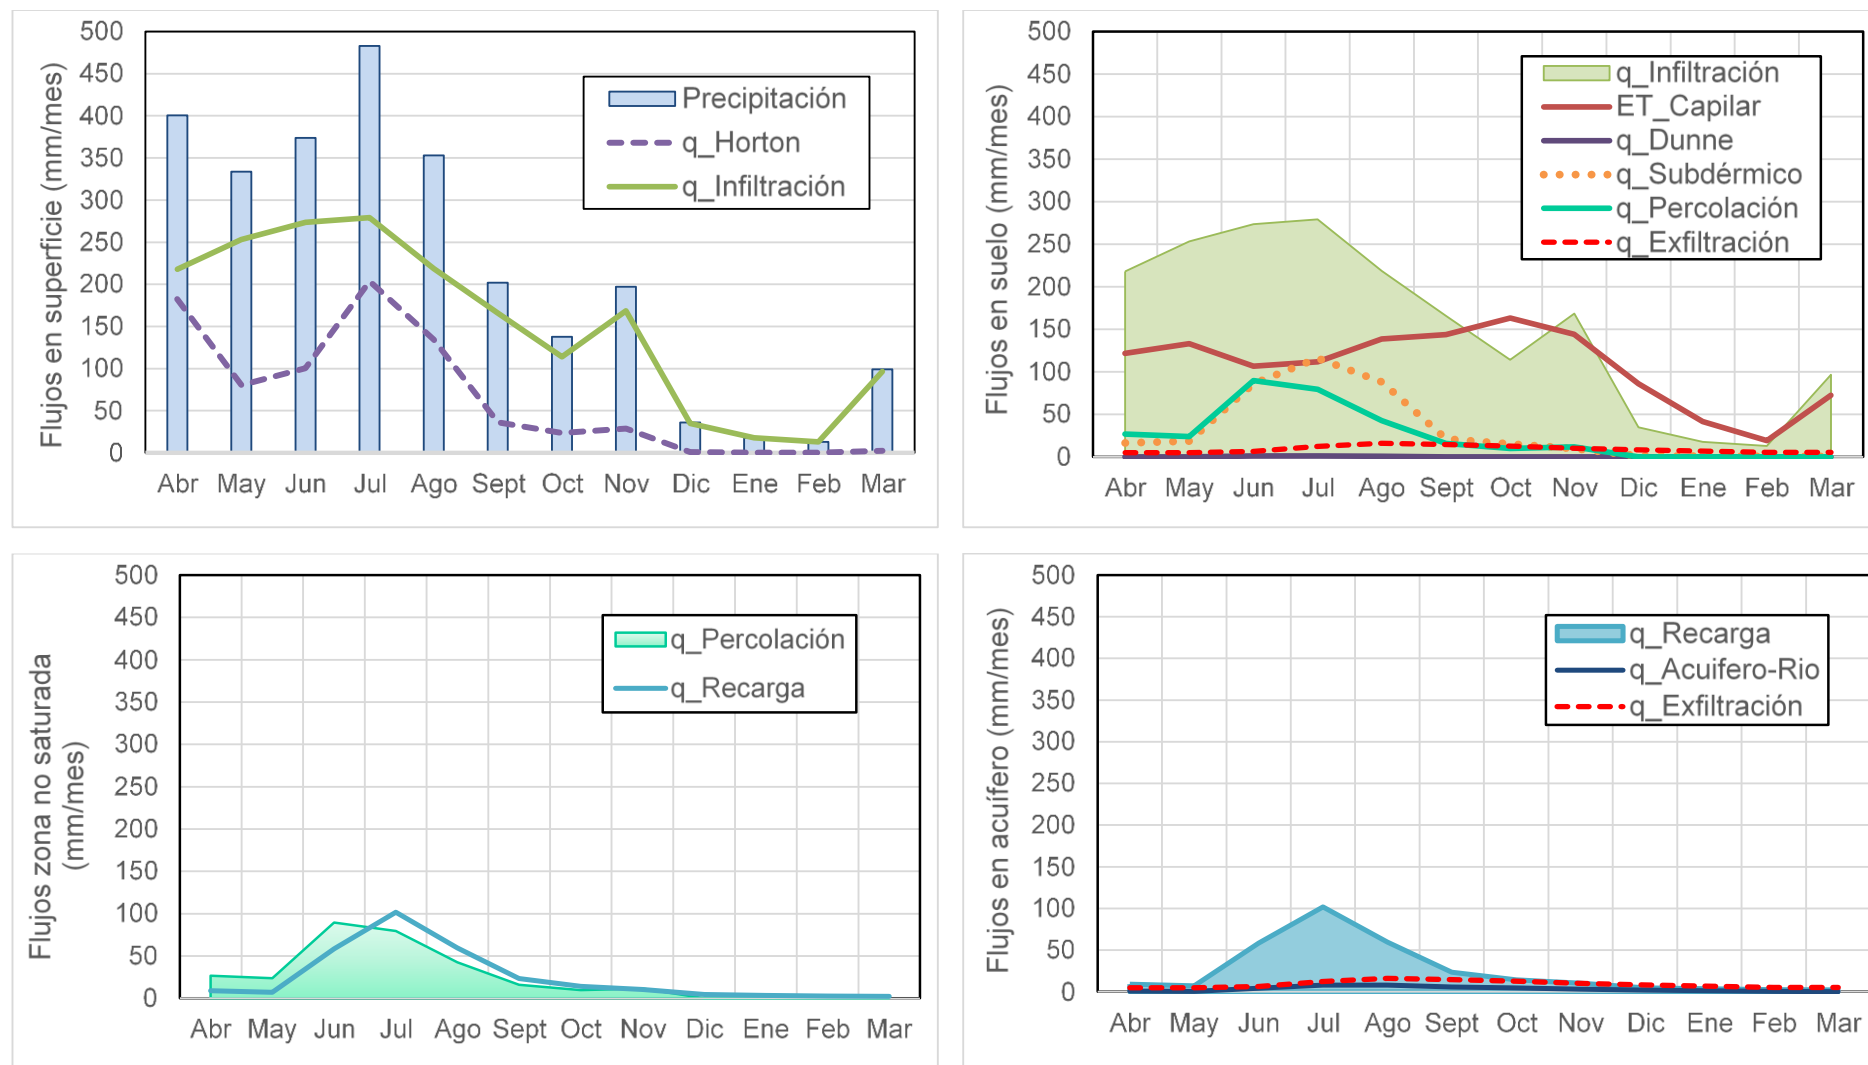 Flujos en superficie (mm/mes)
500
450
400
350
300
250
200
150
100
50
0
Precipitación
q_Horton
q_Infiltración
Abr May Jun Jul Ago Sept Oct Nov Dic Ene Feb Mar
Flujos en suelo (mm/mes)
500
450
400
350
300
250
200
150
100
50
0
q_Infiltración
ET_Capilar
q_Dunne
q_Subdérmico
q_Percolación
q_Exfiltración
Abr May Jun Jul Ago Sept Oct Nov Dic Ene Feb Mar
Flujos zona no saturada
(mm/mes)
500
450
400
350
300
250
200
150
100
50
0
q_Percolación
q_Recarga
Abr May Jun Jul Ago Sept Oct Nov Dic Ene Feb Mar
Flujos en acuífero (mm/mes)
500
450
400
350
300
250
200
150
100
50
0
q_Recarga
q_Acuifero-Rio
q_Exfiltración
Abr May Jun Jul Ago Sept Oct Nov Dic Ene Feb Mar